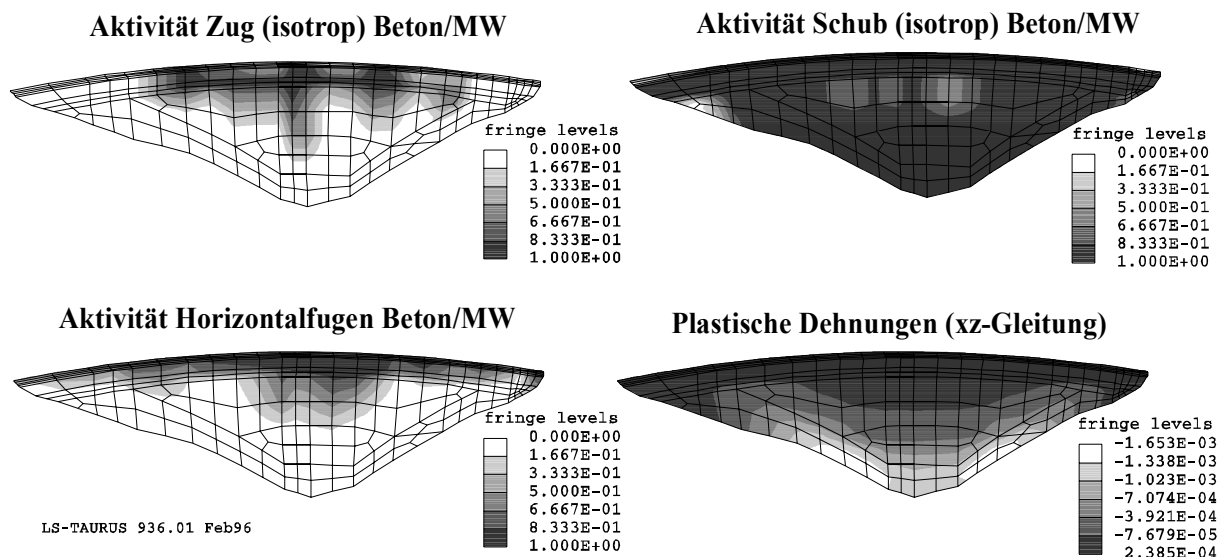 Aktivität Zug (isotrop) Beton/MW
fringe levels
0.000E+00
1.667E-01
3.333E-01
5.000E-01
6.667E-01
8.333E-01
1.000E+00
Aktivität Schub (isotrop) Beton/MW
fringe levels
0.000E+00
1.667E-01
3.333E-01
5.000E-01
6.667E-01
8.333E-01
1.000E+00
Aktivität Horizontalfugen Beton/MW
fringe levels
0.000E+00
1.667E-01
3.333E-01
5.000E-01
6.667E-01
8.333E-01
1.000E+00
LS-TAURUS 936.01 Feb96
Plastische Dehnungen (xz-Gleitung)
fringe levels
-1.653E-03
-1.338E-03
-1.023E-03
-7.074E-04
-3.921E-04
-7.679E-05
2.385E-04